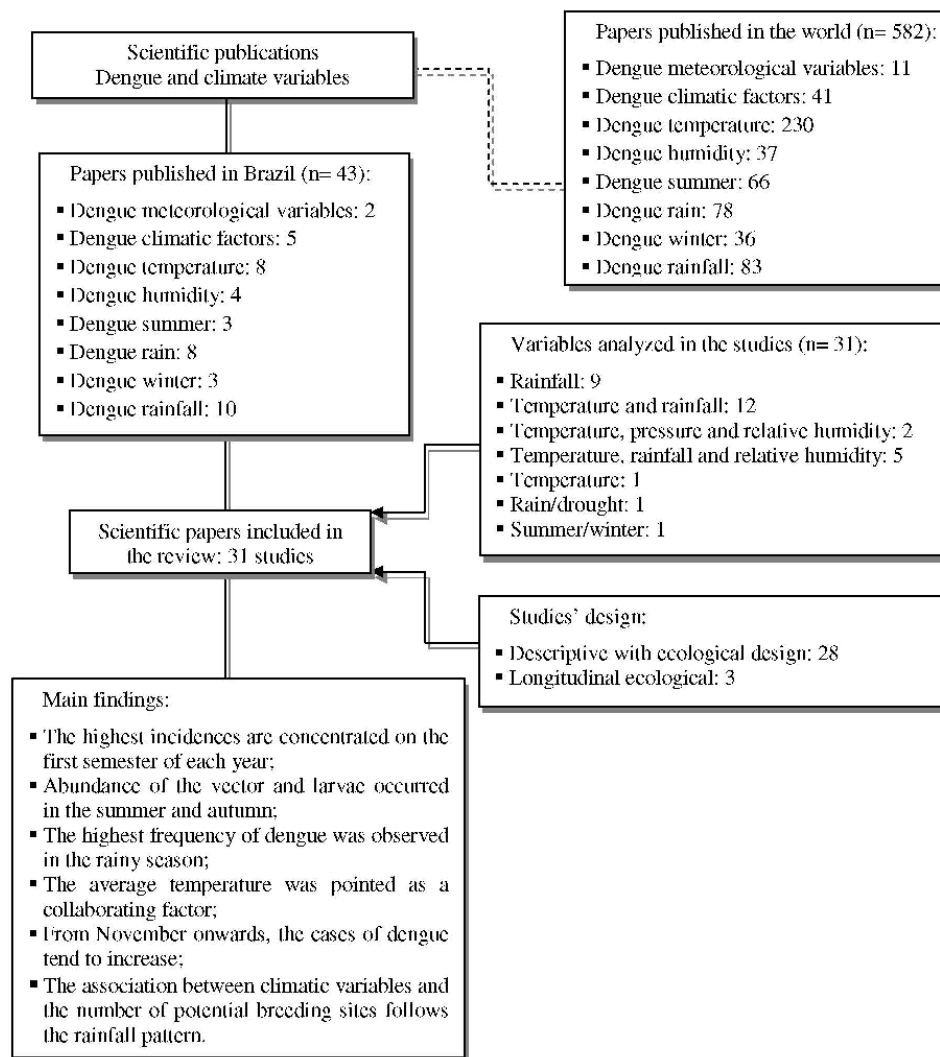 Scientific publications
Dengue and climate variables
Papers published in the world (n= 582):
▪ Dengue meteorological variables: 11
▪ Dengue climatic factors: 41
▪ Dengue temperature: 230
▪ Dengue humidity: 37
▪ Dengue summer: 66
▪ Dengue rain: 78
▪ Dengue winter: 36
▪ Dengue rainfall: 83
Papers published in Brazil (n= 43):
▪ Dengue meteorological variables: 2
▪ Dengue climatic factors: 5
▪ Dengue temperature: 8
▪ Dengue humidity: 4
▪ Dengue summer: 3
▪ Dengue rain: 8
▪ Dengue winter: 3
▪ Dengue rainfall: 10
Variables analyzed in the studies (n= 31):
▪ Rainfall: 9
▪ Temperature and rainfall: 12
▪ Temperature, pressure and relative humidity: 2
▪ Temperature, rainfall and relative humidity: 5
▪ Temperature: 1
▪ Rain/drought: 1
▪ Summer/winter: 1
Scientific papers included in
the review: 31 studies
Studies' design:
▪ Descriptive with ecological design: 28
▪ Longitudinal ecological: 3
Main findings:
▪ The highest incidences are concentrated on the
first semester of each year;
▪ Abundance of the vector and larvae occurred
in the summer and autumn;
▪ The highest frequency of dengue was observed
in the rainy season;
▪ The average temperature was pointed as a
collaborating factor;
▪ From November onwards, the cases of dengue
tend to increase;
▪ The association between climatic variables and
the number of potential breeding sites follows
the rainfall pattern.